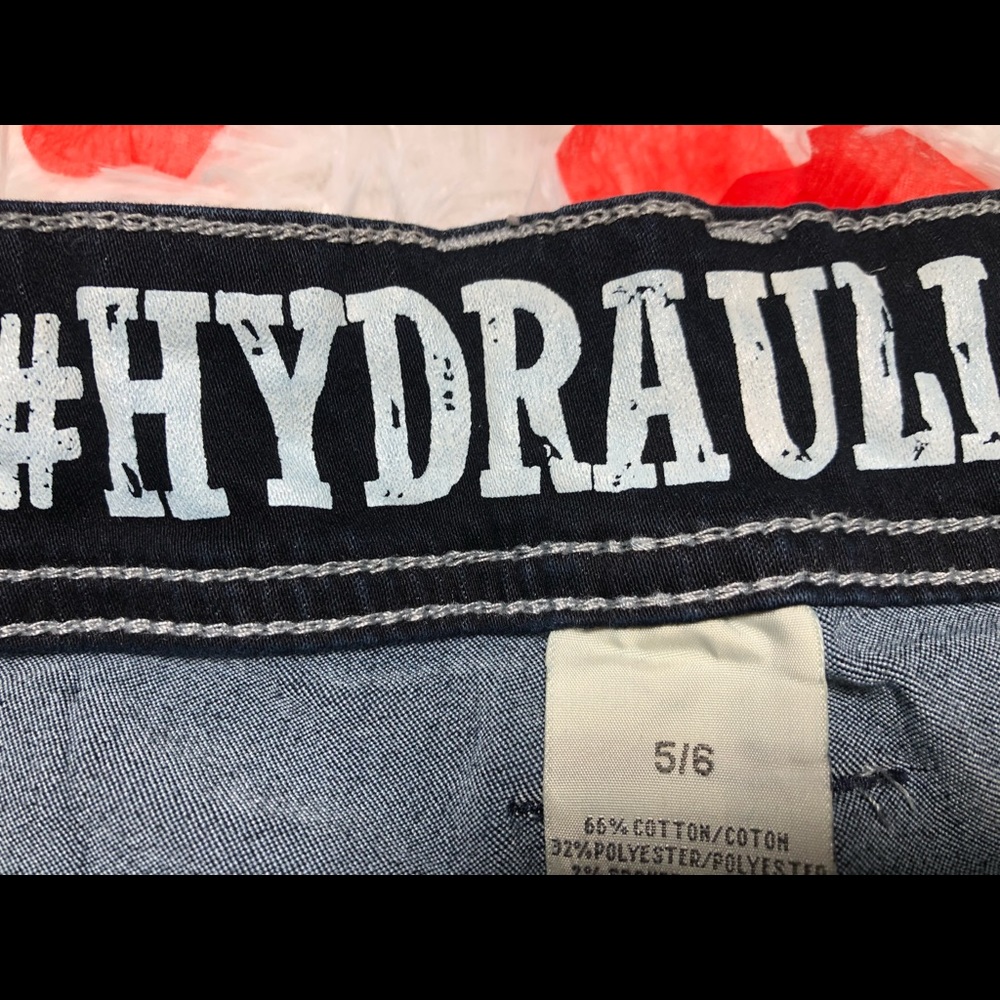 #HYDRAULI
5/6
66% COTTON/COTON
32%POLYESTER/POLYESTER